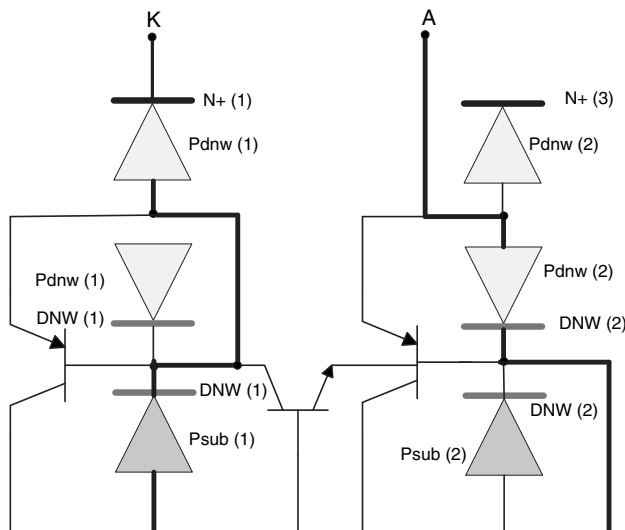 K
A
N+ (1)
N+ (3)
Pdnw (1)
Pdnw (2)
Pdnw (1)
Pdnw (2)
DNW (1)
DNW (2)
DNW (1)
DNW (2)
Psub (1)
Psub (2)